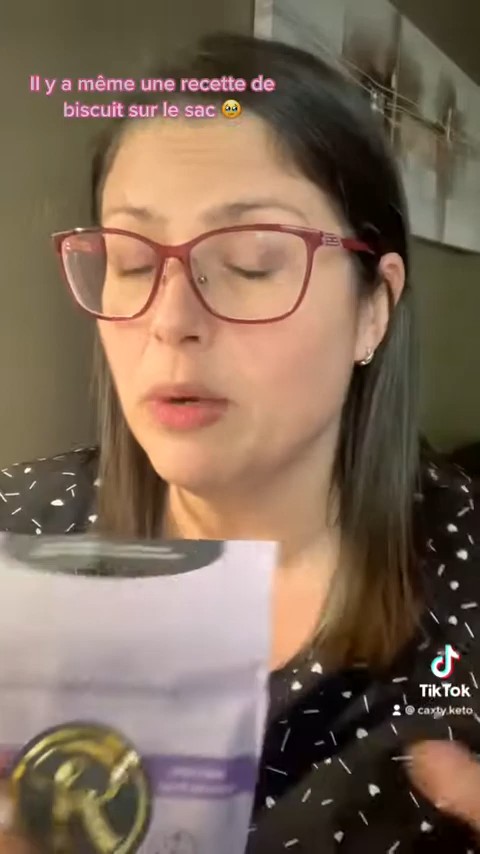 Il y a même une recette de
biscuit sur le sac 🥹
TikTok
@ caxty.keto